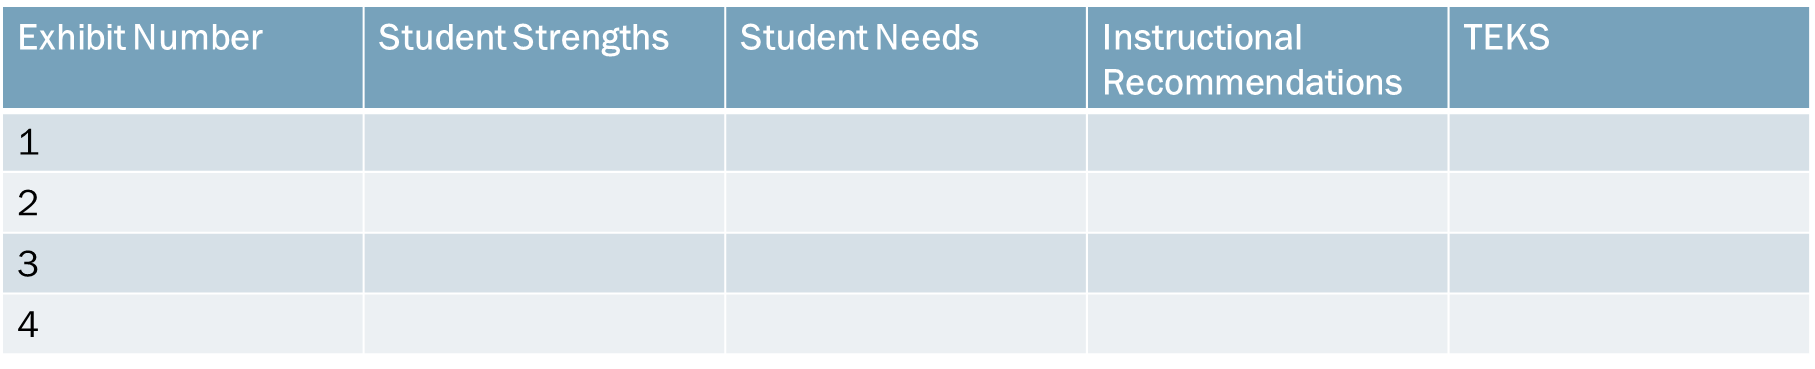 Exhibit Number Student Strengths Student Needs Instructional Recommendations TEKS
1
2
3
4